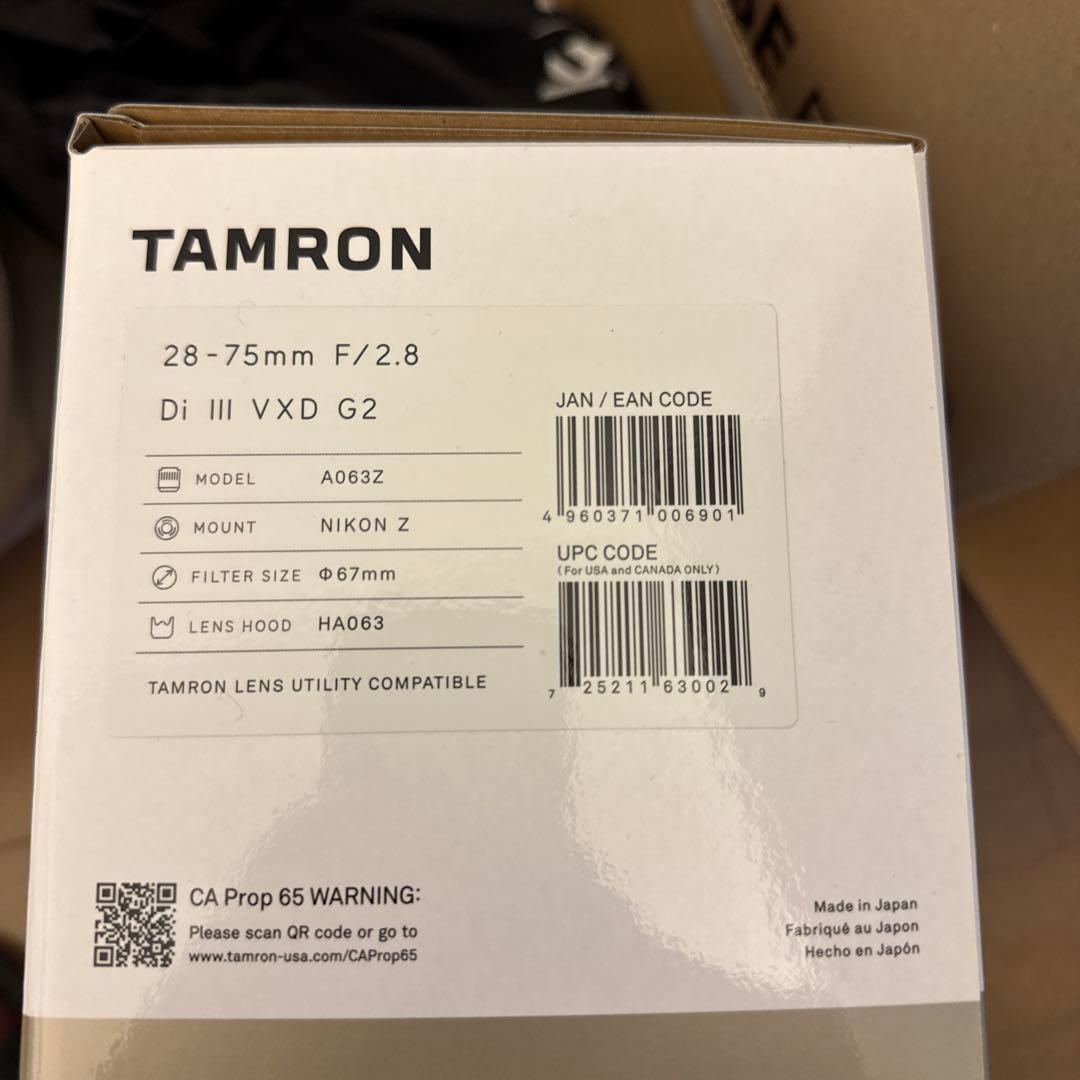 TAMRON
28-75mm F/2.8
Di III VXD G2
MODEL A063Z
MOUNT NIKON Z
FILTER SIZE Φ67mm
LENS HOOD HA063
TAMRON LENS UTILITY COMPATIBLE
JAN / EAN CODE
4 960371 006901
UPC CODE
(For USA and CANADA ONLY)
7 25211 63002 9
CA Prop 65 WARNING:
Please scan QR code or go to
www.tamron-usa.com/CAProp65
Made in Japan
Fabriqué au Japon
Hecho en Japón